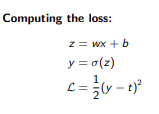 Computing the loss:
z = wx + b
y = σ(z)
ℒ = 1/2 (y − t)²